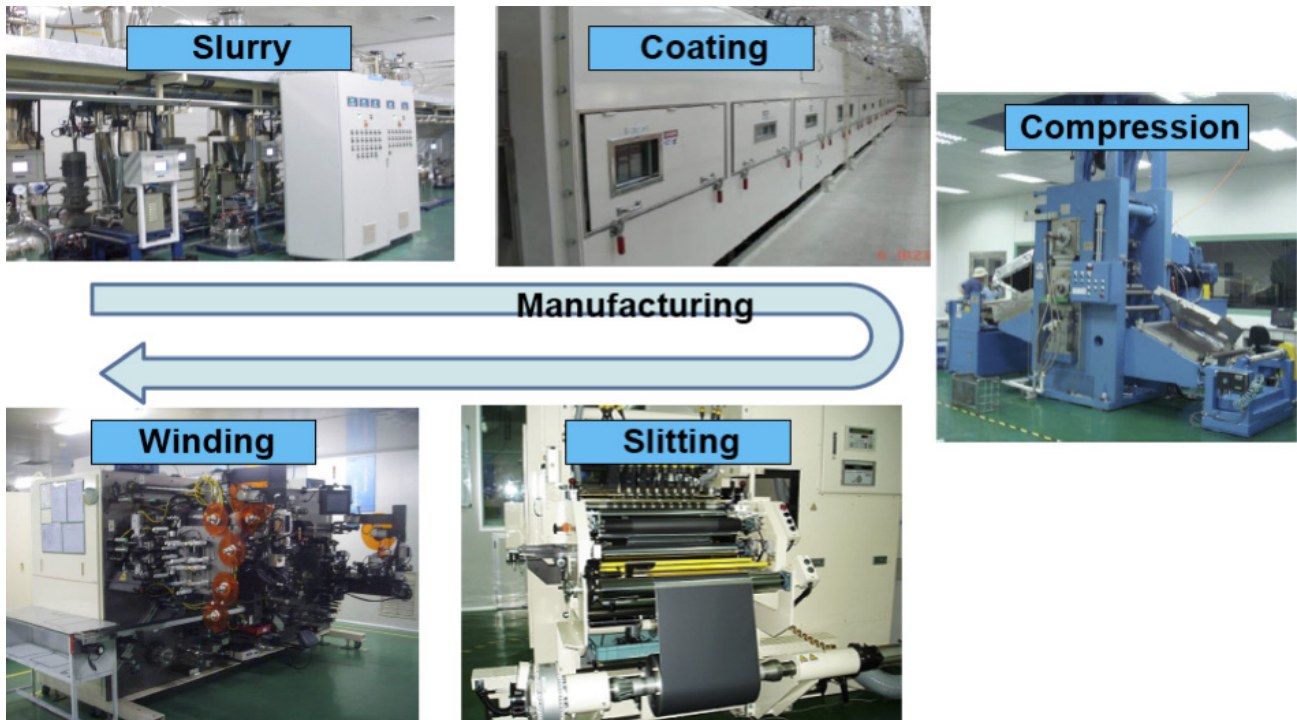 Slurry
Coating
Compression
Manufacturing
Winding
Slitting